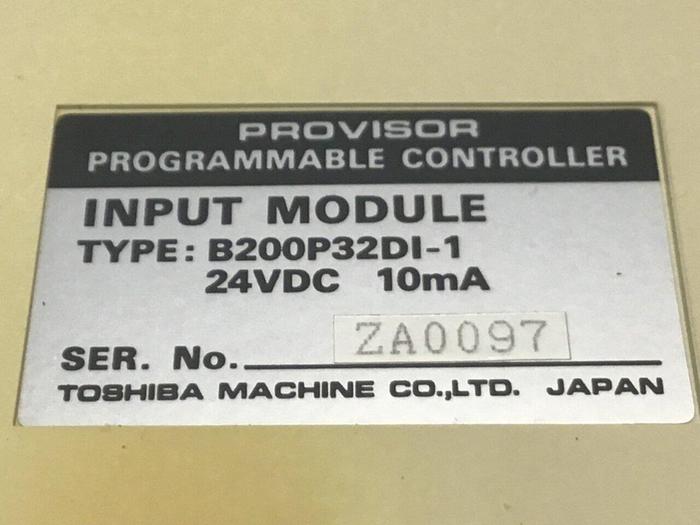 PROVISOR
PROGRAMMABLE CONTROLLER
INPUT MODULE
TYPE: B200P32DI-1
24VDC 10mA
SER. No. ZA0097
TOSHIBA MACHINE CO.,LTD. JAPAN